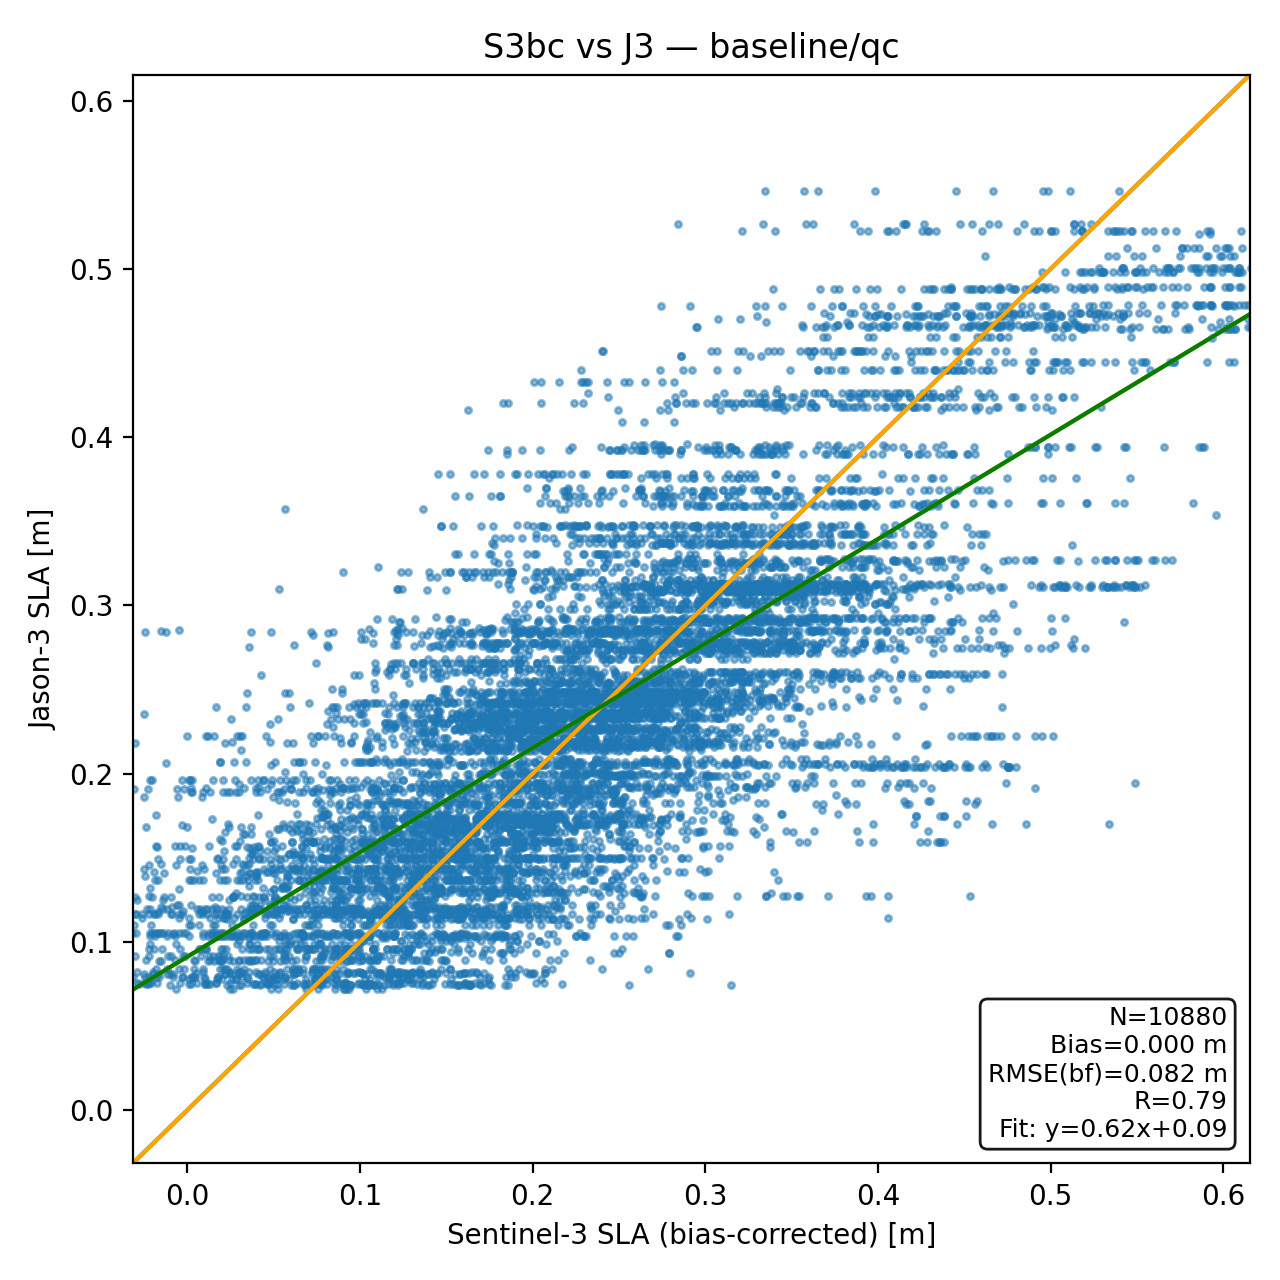 S3bc vs J3 — baseline/qc
Jason-3 SLA [m]
0.6
0.5
0.4
0.3
0.2
0.1
0.0
N=10880
Bias=0.000 m
RMSE(bf)=0.082 m
R=0.79
Fit: y=0.62x+0.09
0.0 0.1 0.2 0.3 0.4 0.5 0.6
Sentinel-3 SLA (bias-corrected) [m]